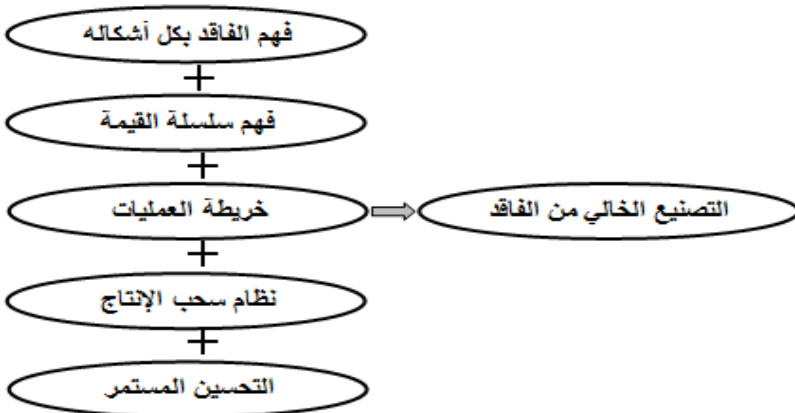 فهم الفاقد بكل أشكاله
+
فهم سلسلة القيمة
+
خريطة العمليات
التصنيع الخالي من الفاقد
+
نظام سحب الإنتاج
+
التحسين المستمر